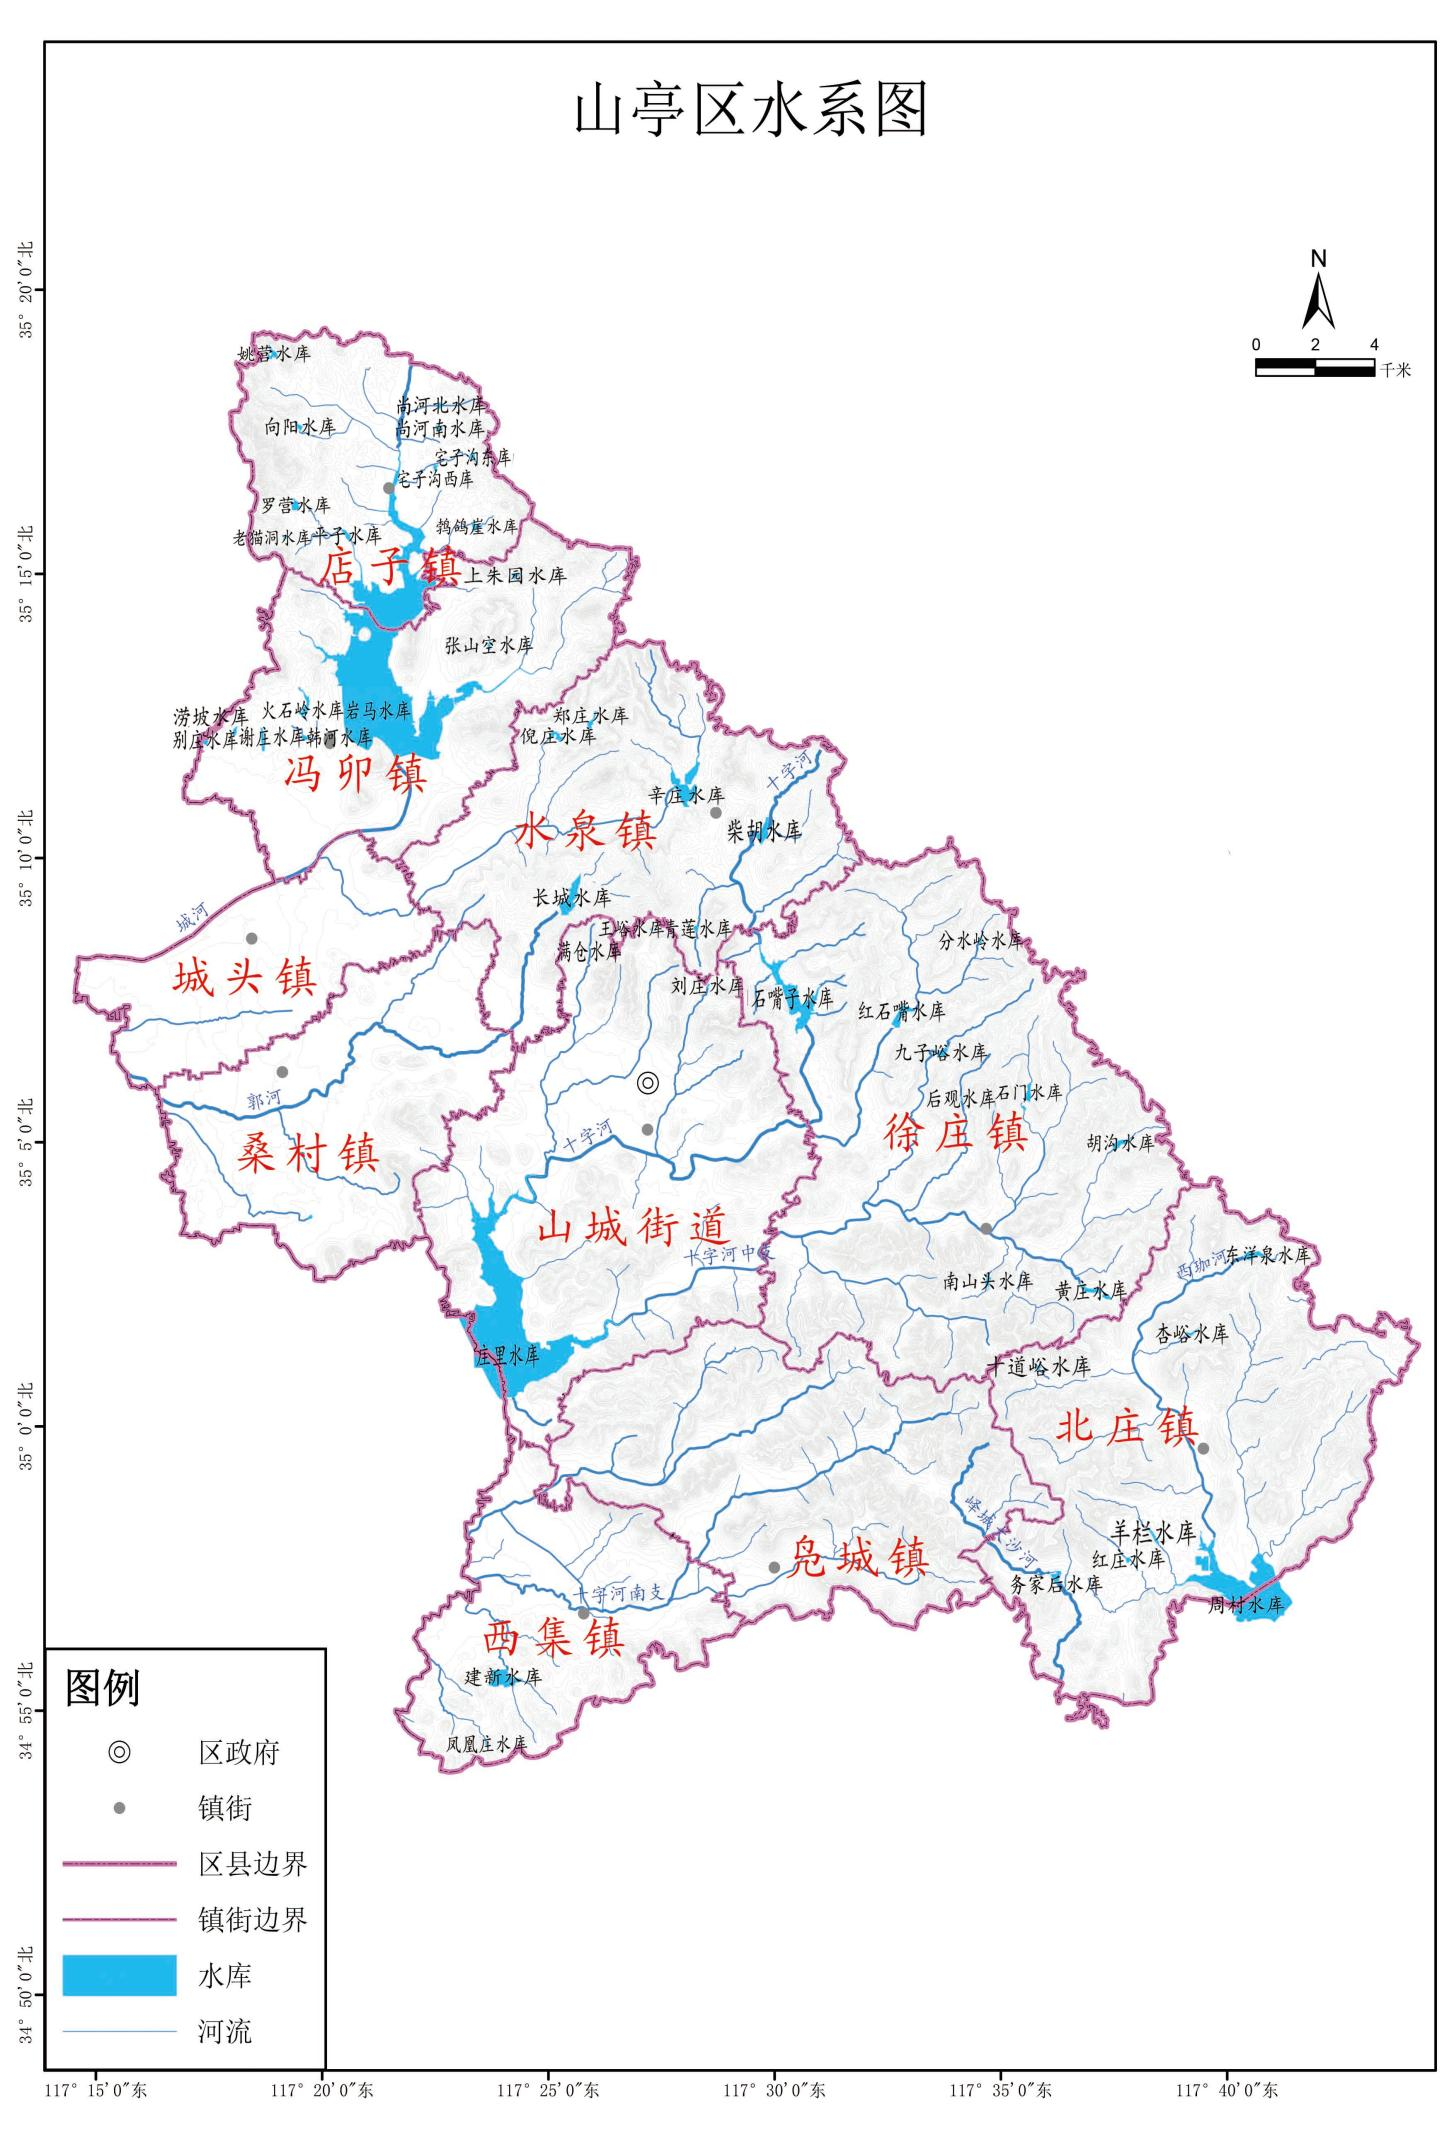 山亭区水系图
N
0 2 4
千米
35° 20′0″北
35° 15′0″北
35° 10′0″北
35° 5′0″北
35° 0′0″北
34° 55′0″北
34° 50′0″北
姚营水库
尚河北水库
向阳水库
尚河南水库
宅子沟东库
宅子沟西库
罗营水库
鹁鸽崖水库
老猫洞水库
平子水库
店子镇
上朱园水库
张山空水库
涝坡水库
火石岭水库
岩马水库
别庄水库
谢庄水库
韩河水库
冯卯镇
郑庄水库
倪庄水库
十字河
辛庄水库
水泉镇
柴胡水库
长城水库
城河
王峪水库
青莲水库
满仓水库
分水岭水库
城头镇
刘庄水库
石嘴子水库
红石嘴水库
九子峪水库
郭河
后观水库
石门水库
徐庄镇
桑村镇
十字河
胡沟水库
山城街道
十字河中支
西泇河
东洋泉水库
南山头水库
黄庄水库
杏峪水库
庄里水库
十道峪水库
北庄镇
峄城大沙河
羊栏水库
红庄水库
凫城镇
务家后水库
十字河南支
周村水库
西集镇
建新水库
凤凰庄水库
图例
区政府
镇街
区县边界
镇街边界
水库
河流
117° 15′0″东
117° 20′0″东
117° 25′0″东
117° 30′0″东
117° 35′0″东
117° 40′0″东